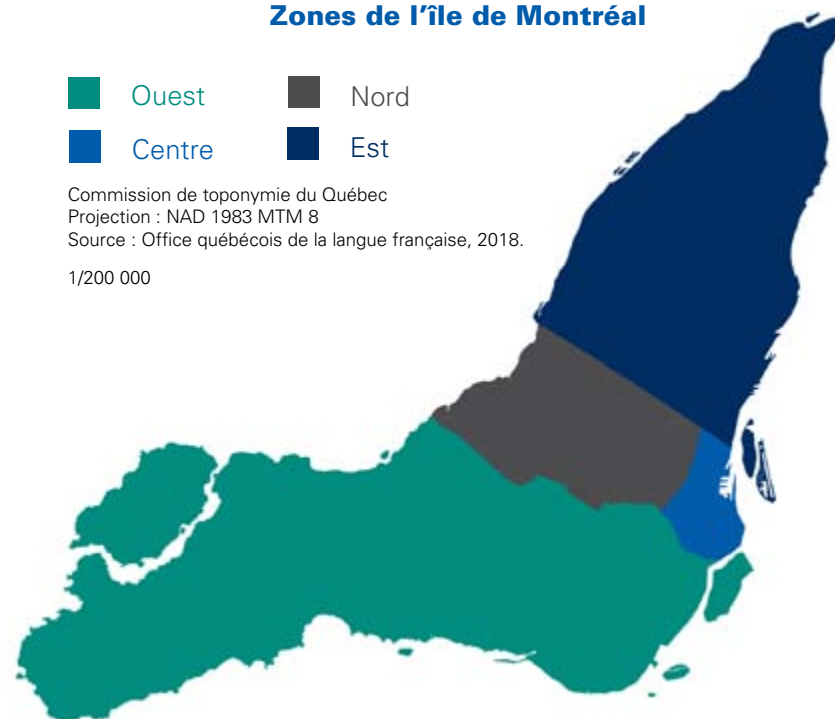 Zones de l’île de Montréal
Ouest
Nord
Centre
Est
Commission de toponymie du Québec
Projection : NAD 1983 MTM 8
Source : Office québécois de la langue française, 2018.
1/200 000